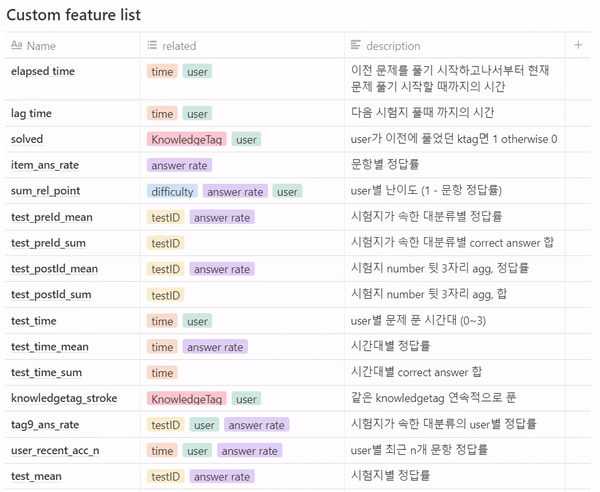 Custom feature list
Aa Name related description +
elapsed time time user 이전 문제를 풀기 시작하고나서부터 현재
문제 풀기 시작할 때까지의 시간
lag time time user 다음 시험지 풀때 까지의 시간
solved KnowledgeTag user user가 이전에 풀었던 ktag면 1 otherwise 0
item_ans_rate answer rate 문항별 정답률
sum_rel_point difficulty answer rate user user별 난이도 (1 - 문항 정답률)
test_preId_mean testID answer rate 시험지가 속한 대분류별 정답률
test_preId_sum testID 시험지가 속한 대분류별 correct answer 합
test_postId_mean testID answer rate 시험지 number 뒷 3자리 agg, 정답률
test_postId_sum testID 시험지 number 뒷 3자리 agg, 합
test_time time user user별 문제 푼 시간대 (0~3)
test_time_mean time answer rate 시간대별 정답률
test_time_sum time 시간대별 correct answer 합
knowledgetag_stroke KnowledgeTag user 같은 knowledgetag 연속적으로 푼
tag9_ans_rate testID user answer rate 시험지가 속한 대분류의 user별 정답률
user_recent_acc_n time user answer rate user별 최근 n개 문항 정답률
test_mean testID answer rate 시험지별 정답률